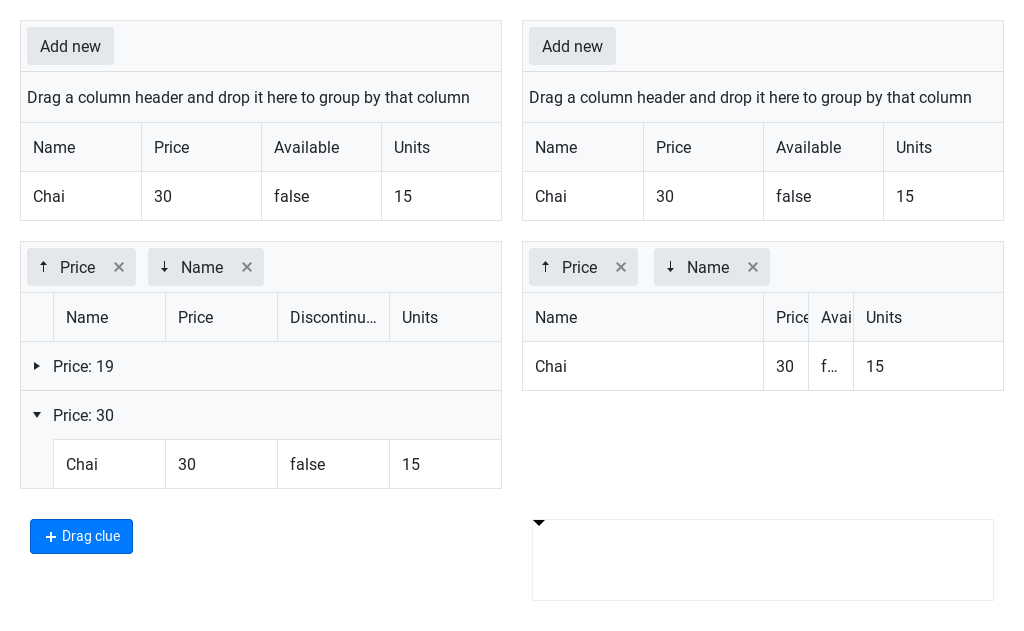 Add new
Drag a column header and drop it here to group by that column
Name Price Available Units
Chai 30 false 15
Add new
Drag a column header and drop it here to group by that column
Name Price Available Units
Chai 30 false 15
Price Name
Name Price Discontinu... Units
Price: 19
Price: 30
Chai 30 false 15
Price Name
Name Price Avai Units
Chai 30 f... 15
Drag clue